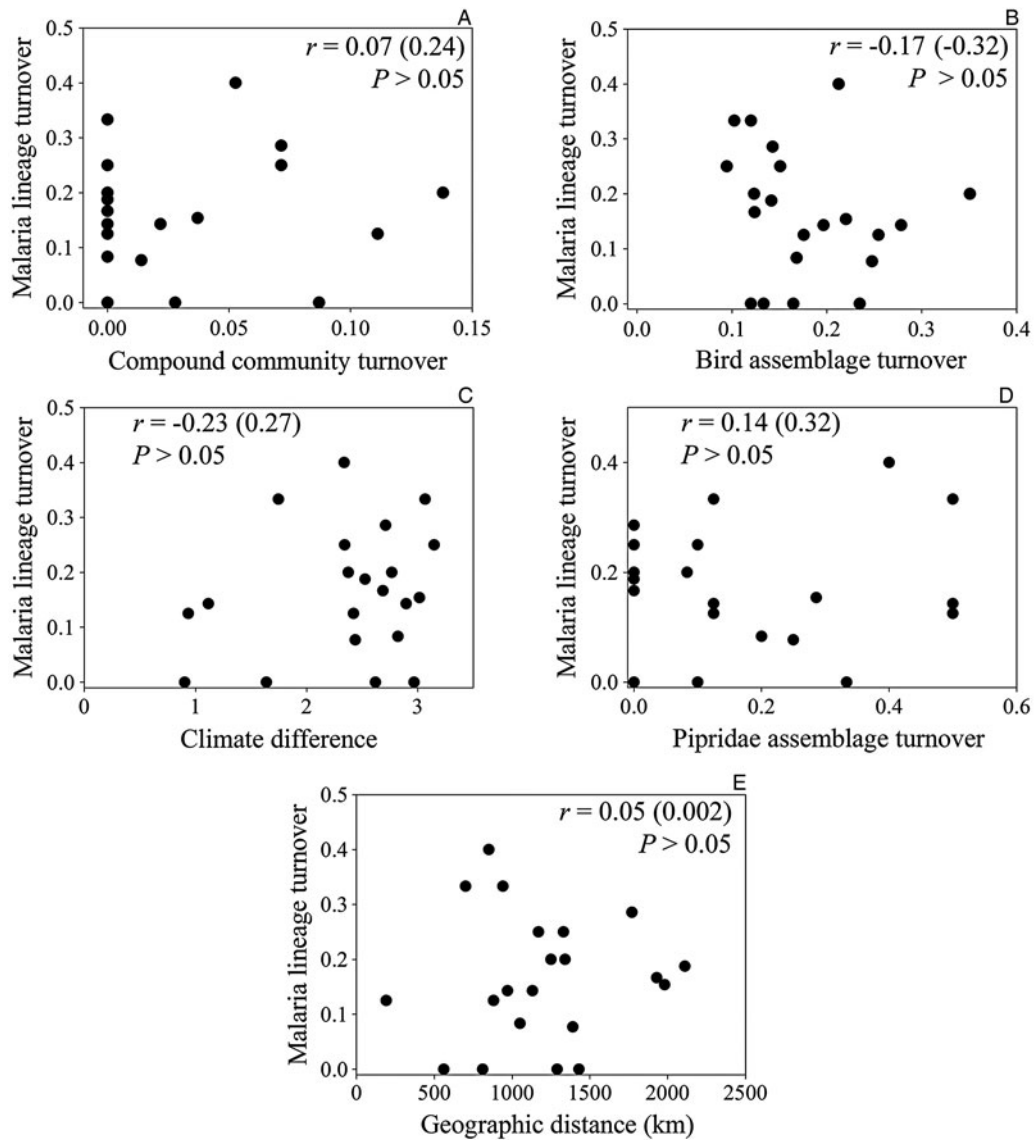 A
r = 0.07 (0.24)
P > 0.05
Malaria lineage turnover
0.5
0.4
0.3
0.2
0.1
0.0
0.00 0.05 0.10 0.15
Compound community turnover
B
r = -0.17 (-0.32)
P > 0.05
Malaria lineage turnover
0.5
0.4
0.3
0.2
0.1
0.0
0.0 0.1 0.2 0.3 0.4
Bird assemblage turnover
C
r = -0.23 (0.27)
P > 0.05
Malaria lineage turnover
0.5
0.4
0.3
0.2
0.1
0.0
0 1 2 3
Climate difference
D
r = 0.14 (0.32)
P > 0.05
Malaria lineage turnover
0.4
0.2
0.0
0.0 0.2 0.4 0.6
Pipridae assemblage turnover
E
r = 0.05 (0.002)
P > 0.05
Malaria lineage turnover
0.5
0.4
0.3
0.2
0.1
0.0
0 500 1000 1500 2000 2500
Geographic distance (km)